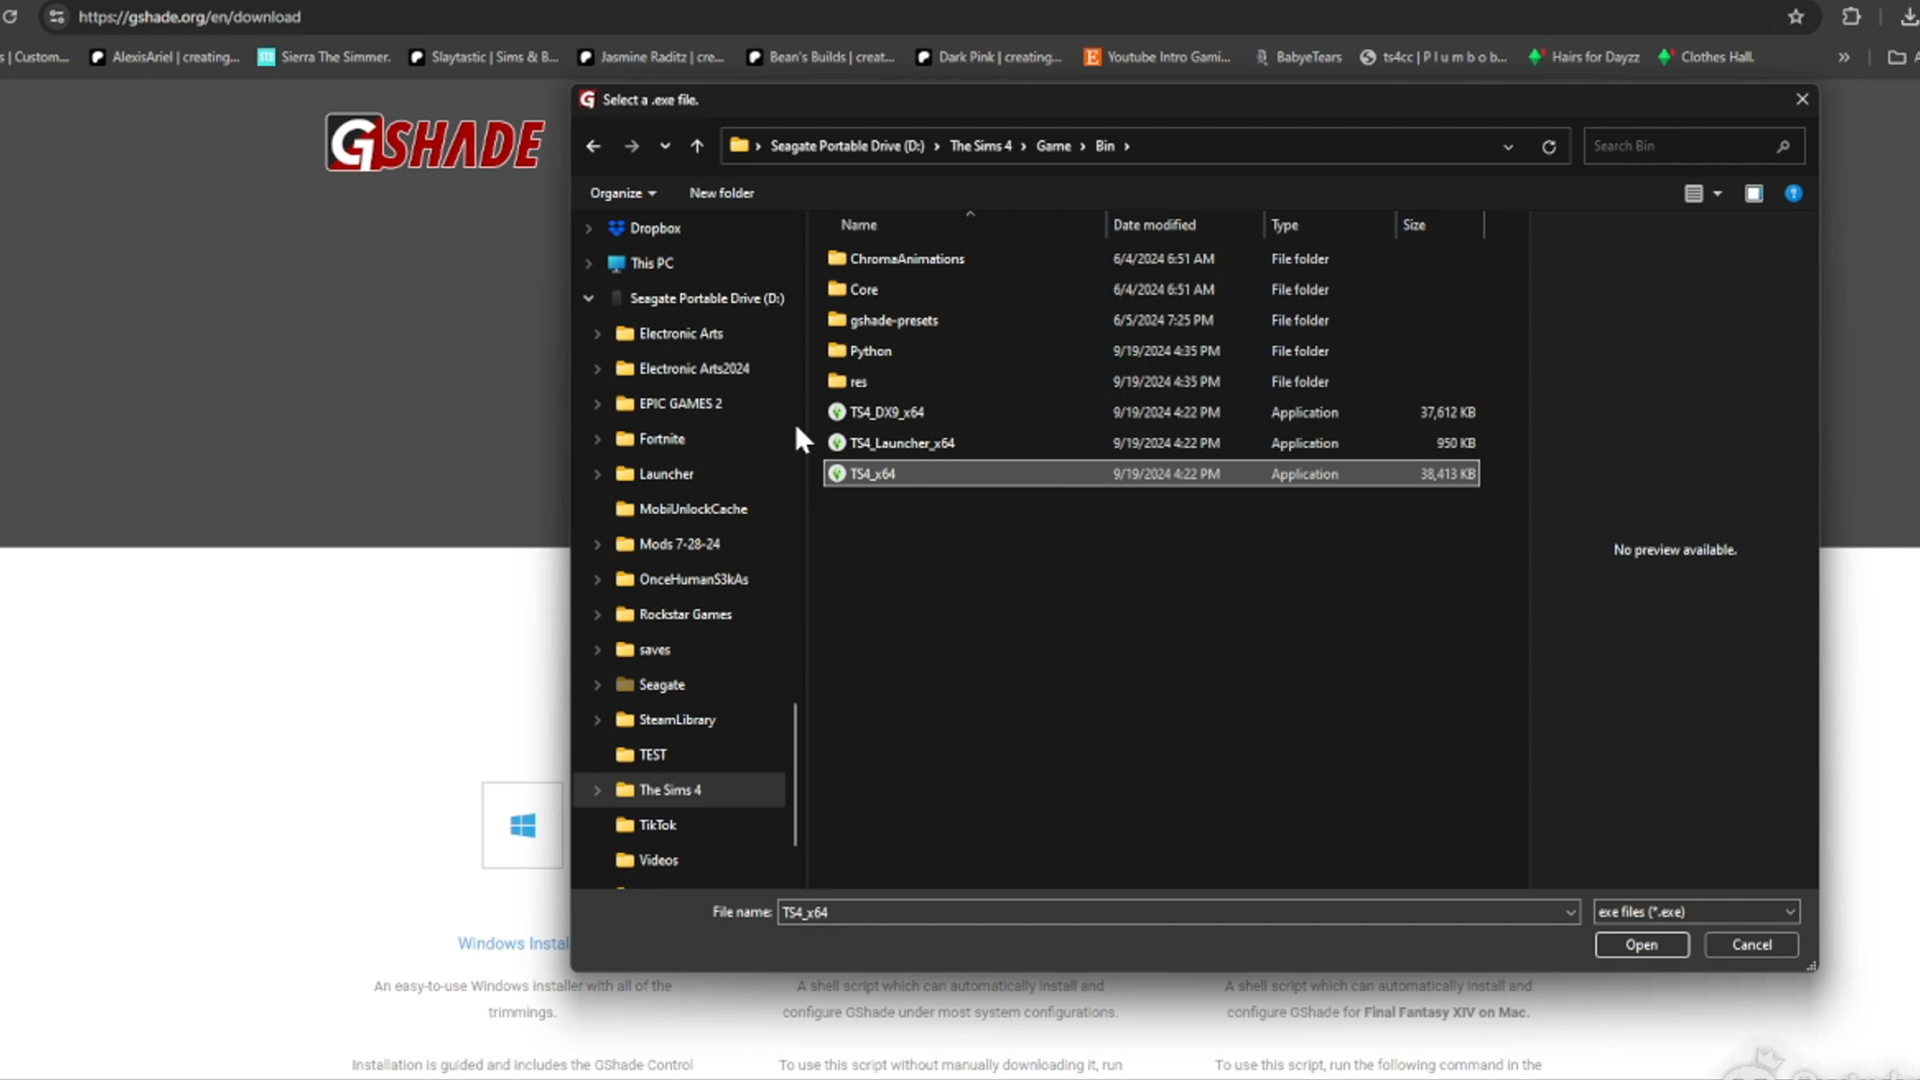 https://gshade.org/en/download
s | Custom...
AlexisAriel | creating...
STS
Sierra The Simmer.
Slaytastic | Sims & B...
Jasmine Raditz | cre...
Bean's Builds | creat...
Dark Pink | creating...
E
Youtube Intro Gami...
BabyeTears
ts4cc | P l u m b o b...
Hairs for Dayzz
Clothes Hall.
»
GSHADE
G
Select a .exe file.
Seagate Portable Drive (D:) › The Sims 4 › Game › Bin ›
Search Bin
Organize
New folder
?
Name
Date modified
Type
Size
Dropbox
This PC
Seagate Portable Drive (D:)
Electronic Arts
Electronic Arts2024
EPIC GAMES 2
Fortnite
Launcher
MobiUnlockCache
Mods 7-28-24
OnceHumanS3kAs
Rockstar Games
saves
Seagate
SteamLibrary
TEST
The Sims 4
TikTok
Videos
ChromaAnimations 6/4/2024 6:51 AM File folder
Core 6/4/2024 6:51 AM File folder
gshade-presets 6/5/2024 7:25 PM File folder
Python 9/19/2024 4:35 PM File folder
res 9/19/2024 4:35 PM File folder
TS4_DX9_x64 9/19/2024 4:22 PM Application 37,612 KB
TS4_Launcher_x64 9/19/2024 4:22 PM Application 950 KB
TS4_x64 9/19/2024 4:22 PM Application 38,413 KB
No preview available.
File name: TS4_x64
exe files (*.exe)
Open
Cancel
Windows Instal
An easy-to-use Windows installer with all of the
trimmings.
Installation is guided and includes the GShade Control
A shell script which can automatically install and
configure GShade under most system configurations.
To use this script without manually downloading it, run
A shell script which can automatically install and
configure GShade for Final Fantasy XIV on Mac.
To use this script, run the following command in the